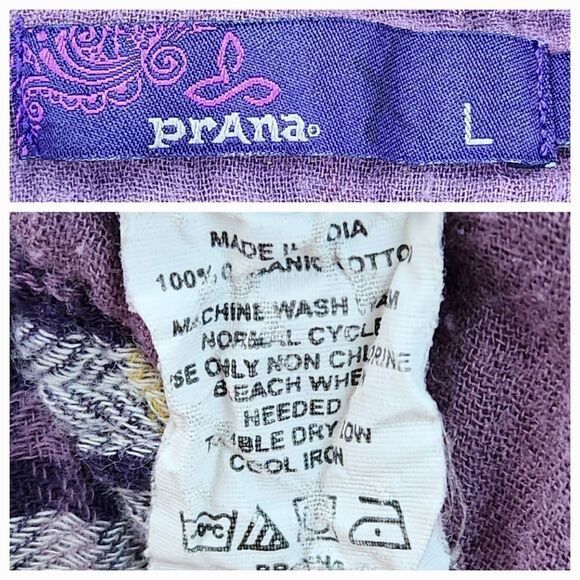 prAna
L
MADE IN INDIA
100% ORGANIC COTTON
MACHINE WASH WARM
NORMAL CYCLE
USE ONLY NON CHLORINE
BLEACH WHEN
NEEDED
TUMBLE DRY LOW
COOL IRON